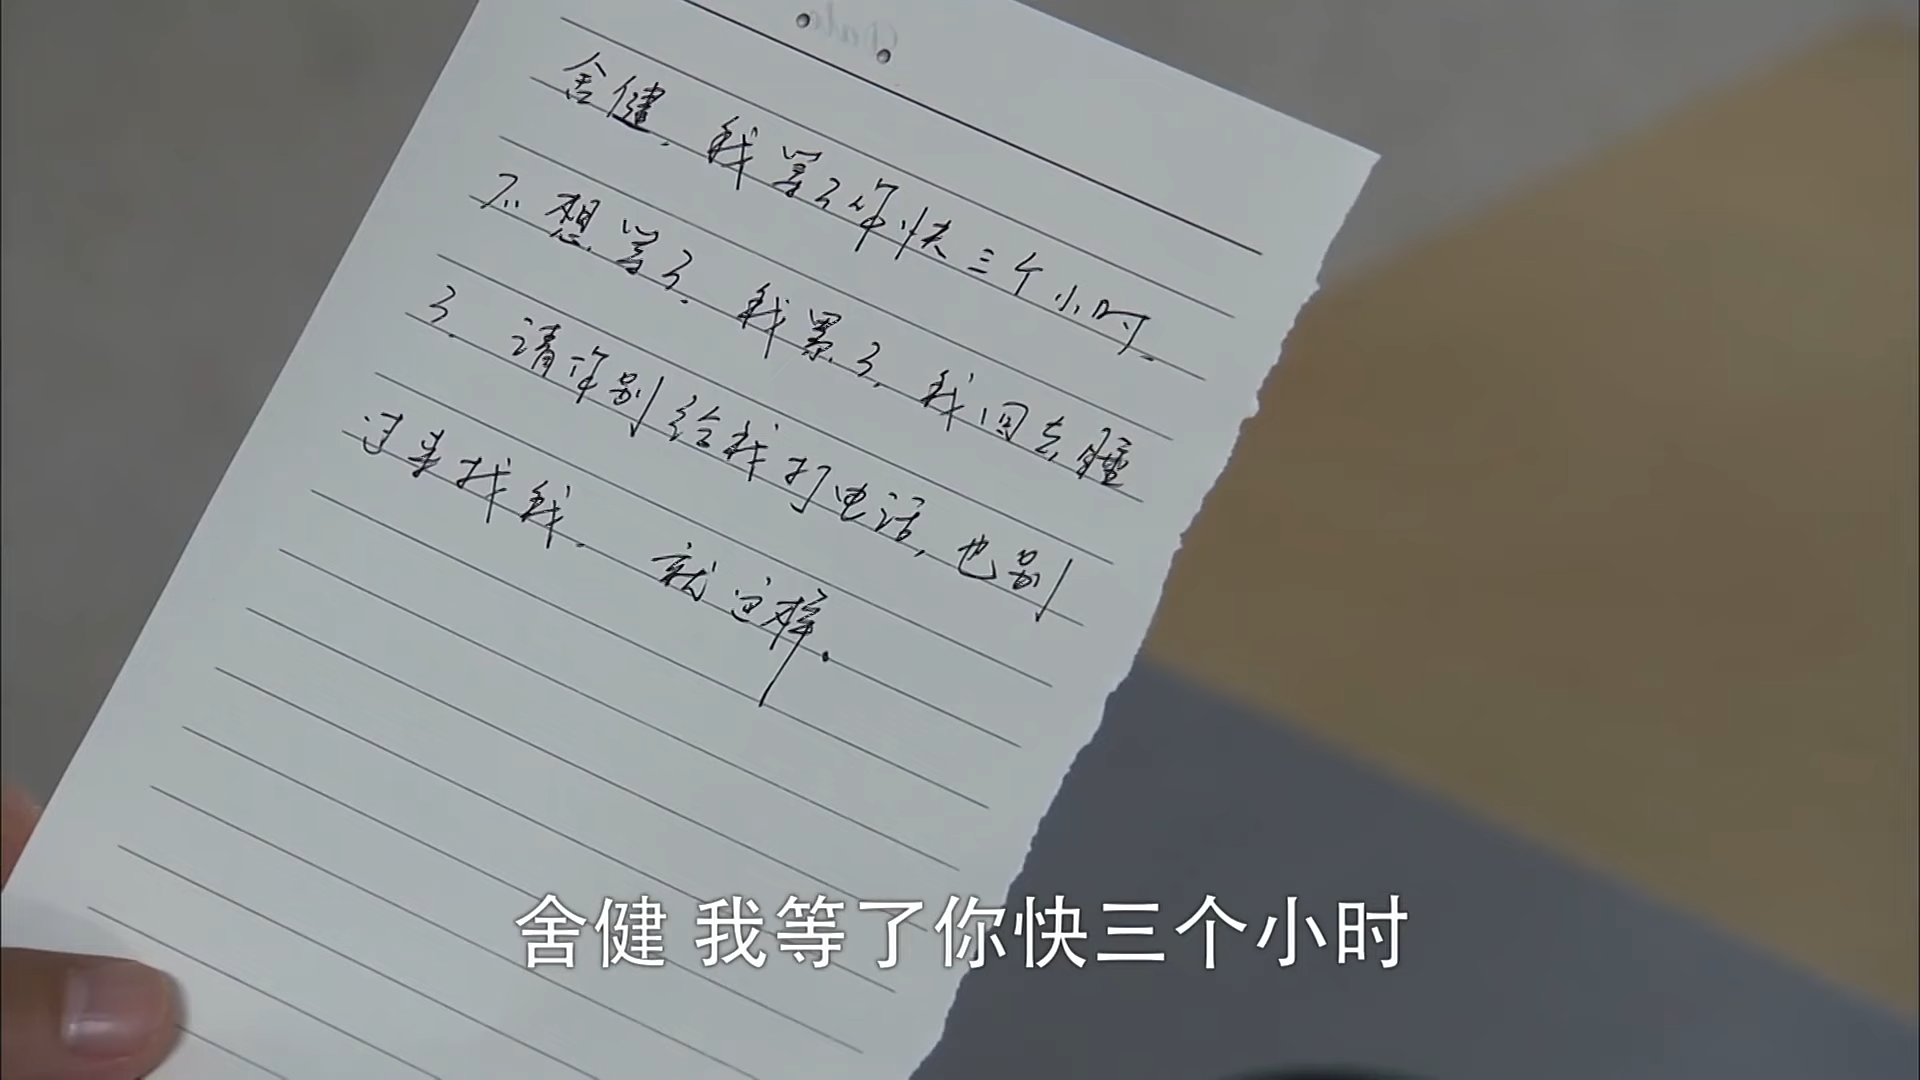 Date
舍健，我等了你快三个小时．
不想等了．我累了，我回去睡
了．请你别给我打电话，也别
过来找我．就这样．
舍健 我等了你快三个小时